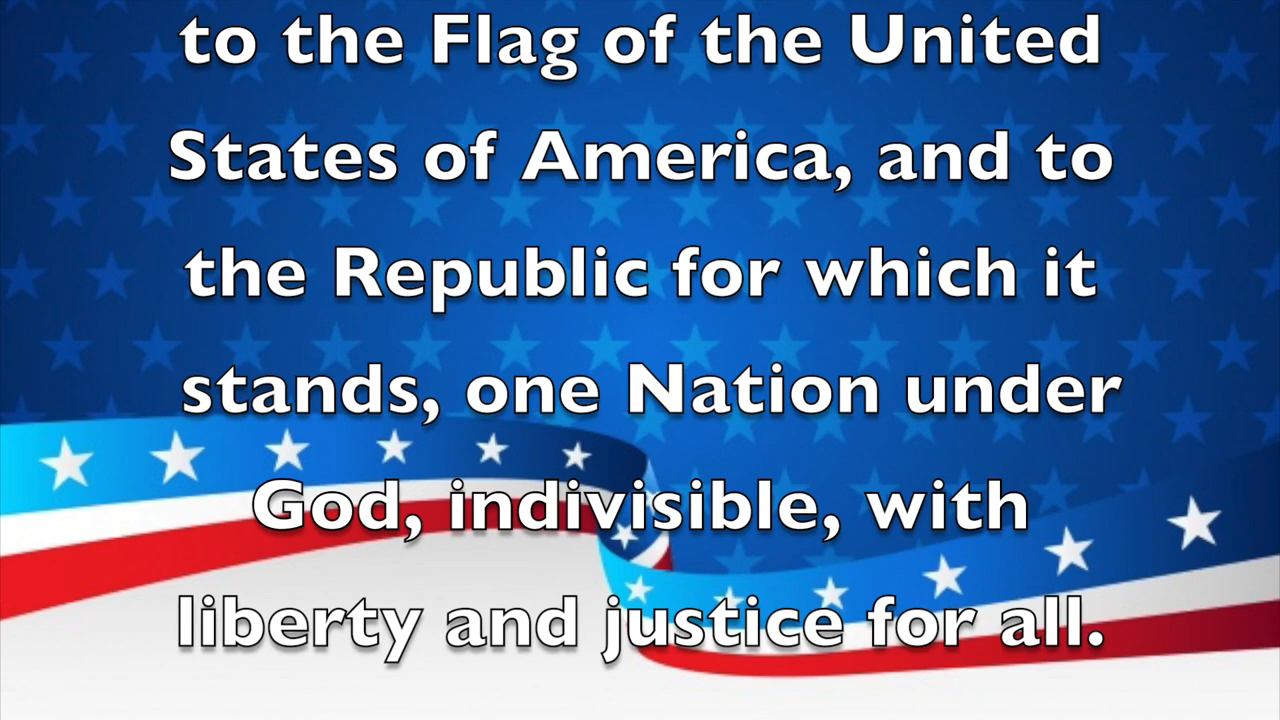 to the Flag of the United
States of America, and to
the Republic for which it
stands, one Nation under
God, indivisible, with
liberty and justice for all.